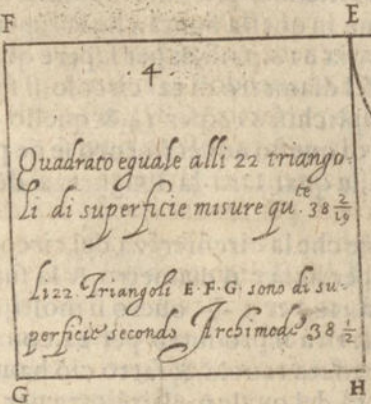 F E
·4·
Quadrato eguale alli 22 triango-
li di superficie misure qu.te 38 2/19
Li 22 Triangoli E·F·G· sono di su-
perficie secondo Archimede 38 1/2
G H